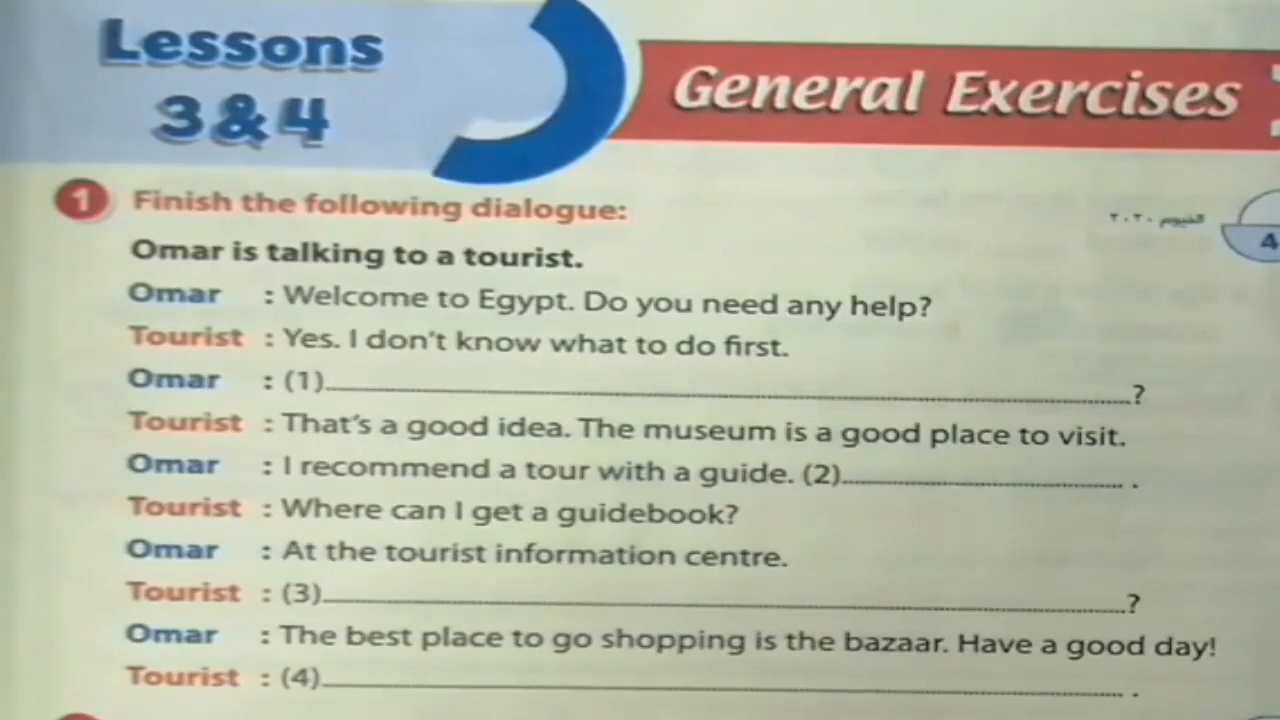 Lessons
3&4
General Exercises
1 Finish the following dialogue:
الفيوم ٢٠٢٠
4
Omar is talking to a tourist.
Omar : Welcome to Egypt. Do you need any help?
Tourist : Yes. I don't know what to do first.
Omar : (1)..........?
Tourist : That's a good idea. The museum is a good place to visit.
Omar : I recommend a tour with a guide. (2).......... .
Tourist : Where can I get a guidebook?
Omar : At the tourist information centre.
Tourist : (3)..........?
Omar : The best place to go shopping is the bazaar. Have a good day!
Tourist : (4).......... .